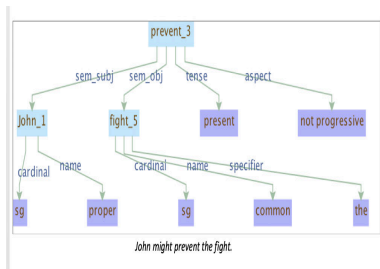 prevent_3
sem_subj sem_obj tense aspect
John_1 fight_5 present not progressive
cardinal name cardinal name specifier
sg proper sg common the
John might prevent the fight.